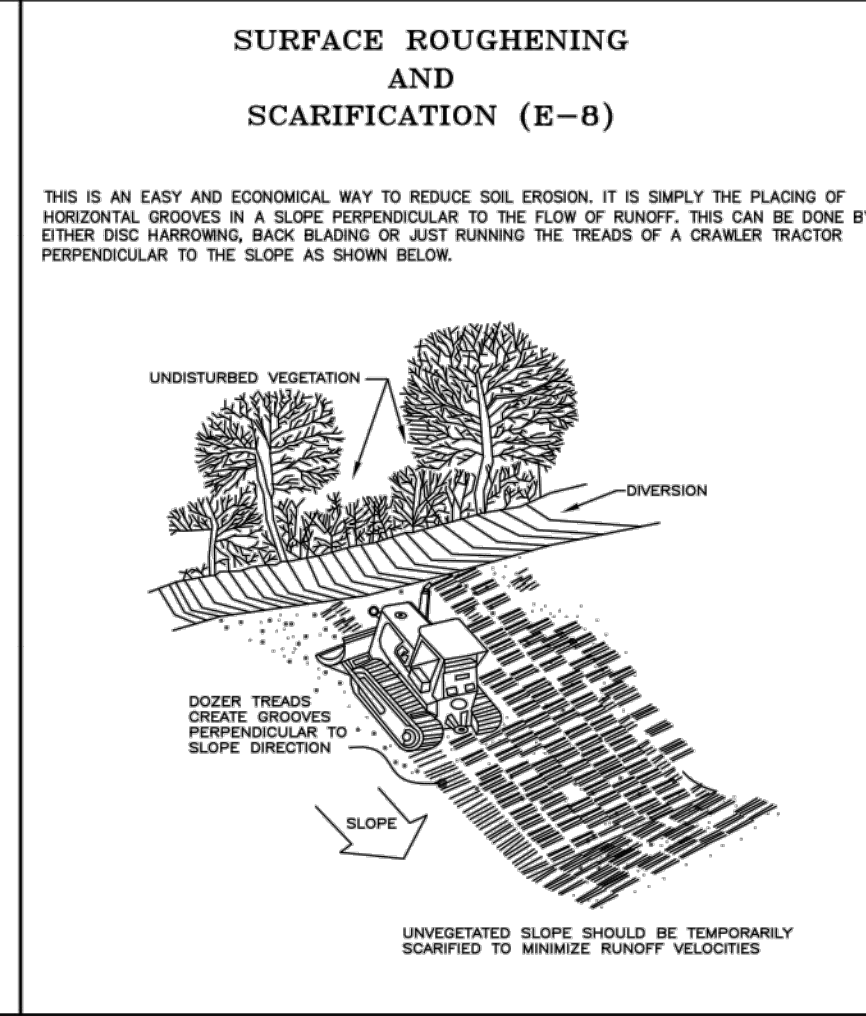 SURFACE ROUGHENING
AND
SCARIFICATION (E-8)
THIS IS AN EASY AND ECONOMICAL WAY TO REDUCE SOIL EROSION. IT IS SIMPLY THE PLACING OF
HORIZONTAL GROOVES IN A SLOPE PERPENDICULAR TO THE FLOW OF RUNOFF. THIS CAN BE DONE BY
EITHER DISC HARROWING, BACK BLADING OR JUST RUNNING THE TREADS OF A CRAWLER TRACTOR
PERPENDICULAR TO THE SLOPE AS SHOWN BELOW.
UNDISTURBED VEGETATION
DIVERSION
DOZER TREADS
CREATE GROOVES
PERPENDICULAR TO
SLOPE DIRECTION
SLOPE
UNVEGETATED SLOPE SHOULD BE TEMPORARILY
SCARIFIED TO MINIMIZE RUNOFF VELOCITIES